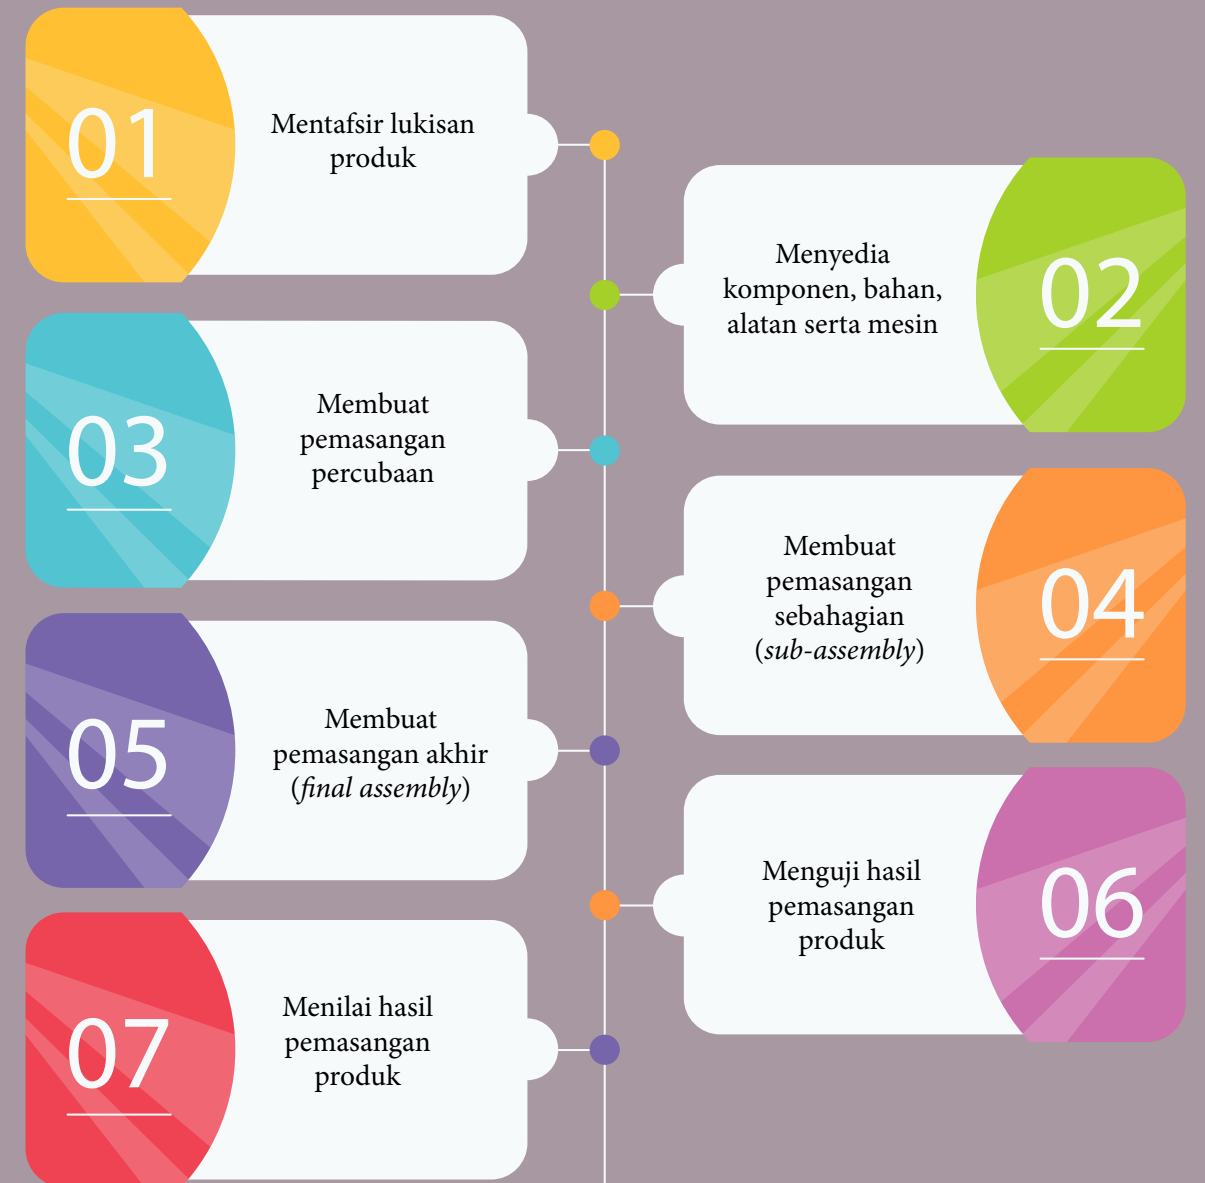 01
Mentafsir lukisan
produk
02
Menyedia
komponen, bahan,
alatan serta mesin
03
Membuat
pemasangan
percubaan
04
Membuat
pemasangan
sebahagian
(sub-assembly)
05
Membuat
pemasangan akhir
(final assembly)
06
Menguji hasil
pemasangan
produk
07
Menilai hasil
pemasangan
produk